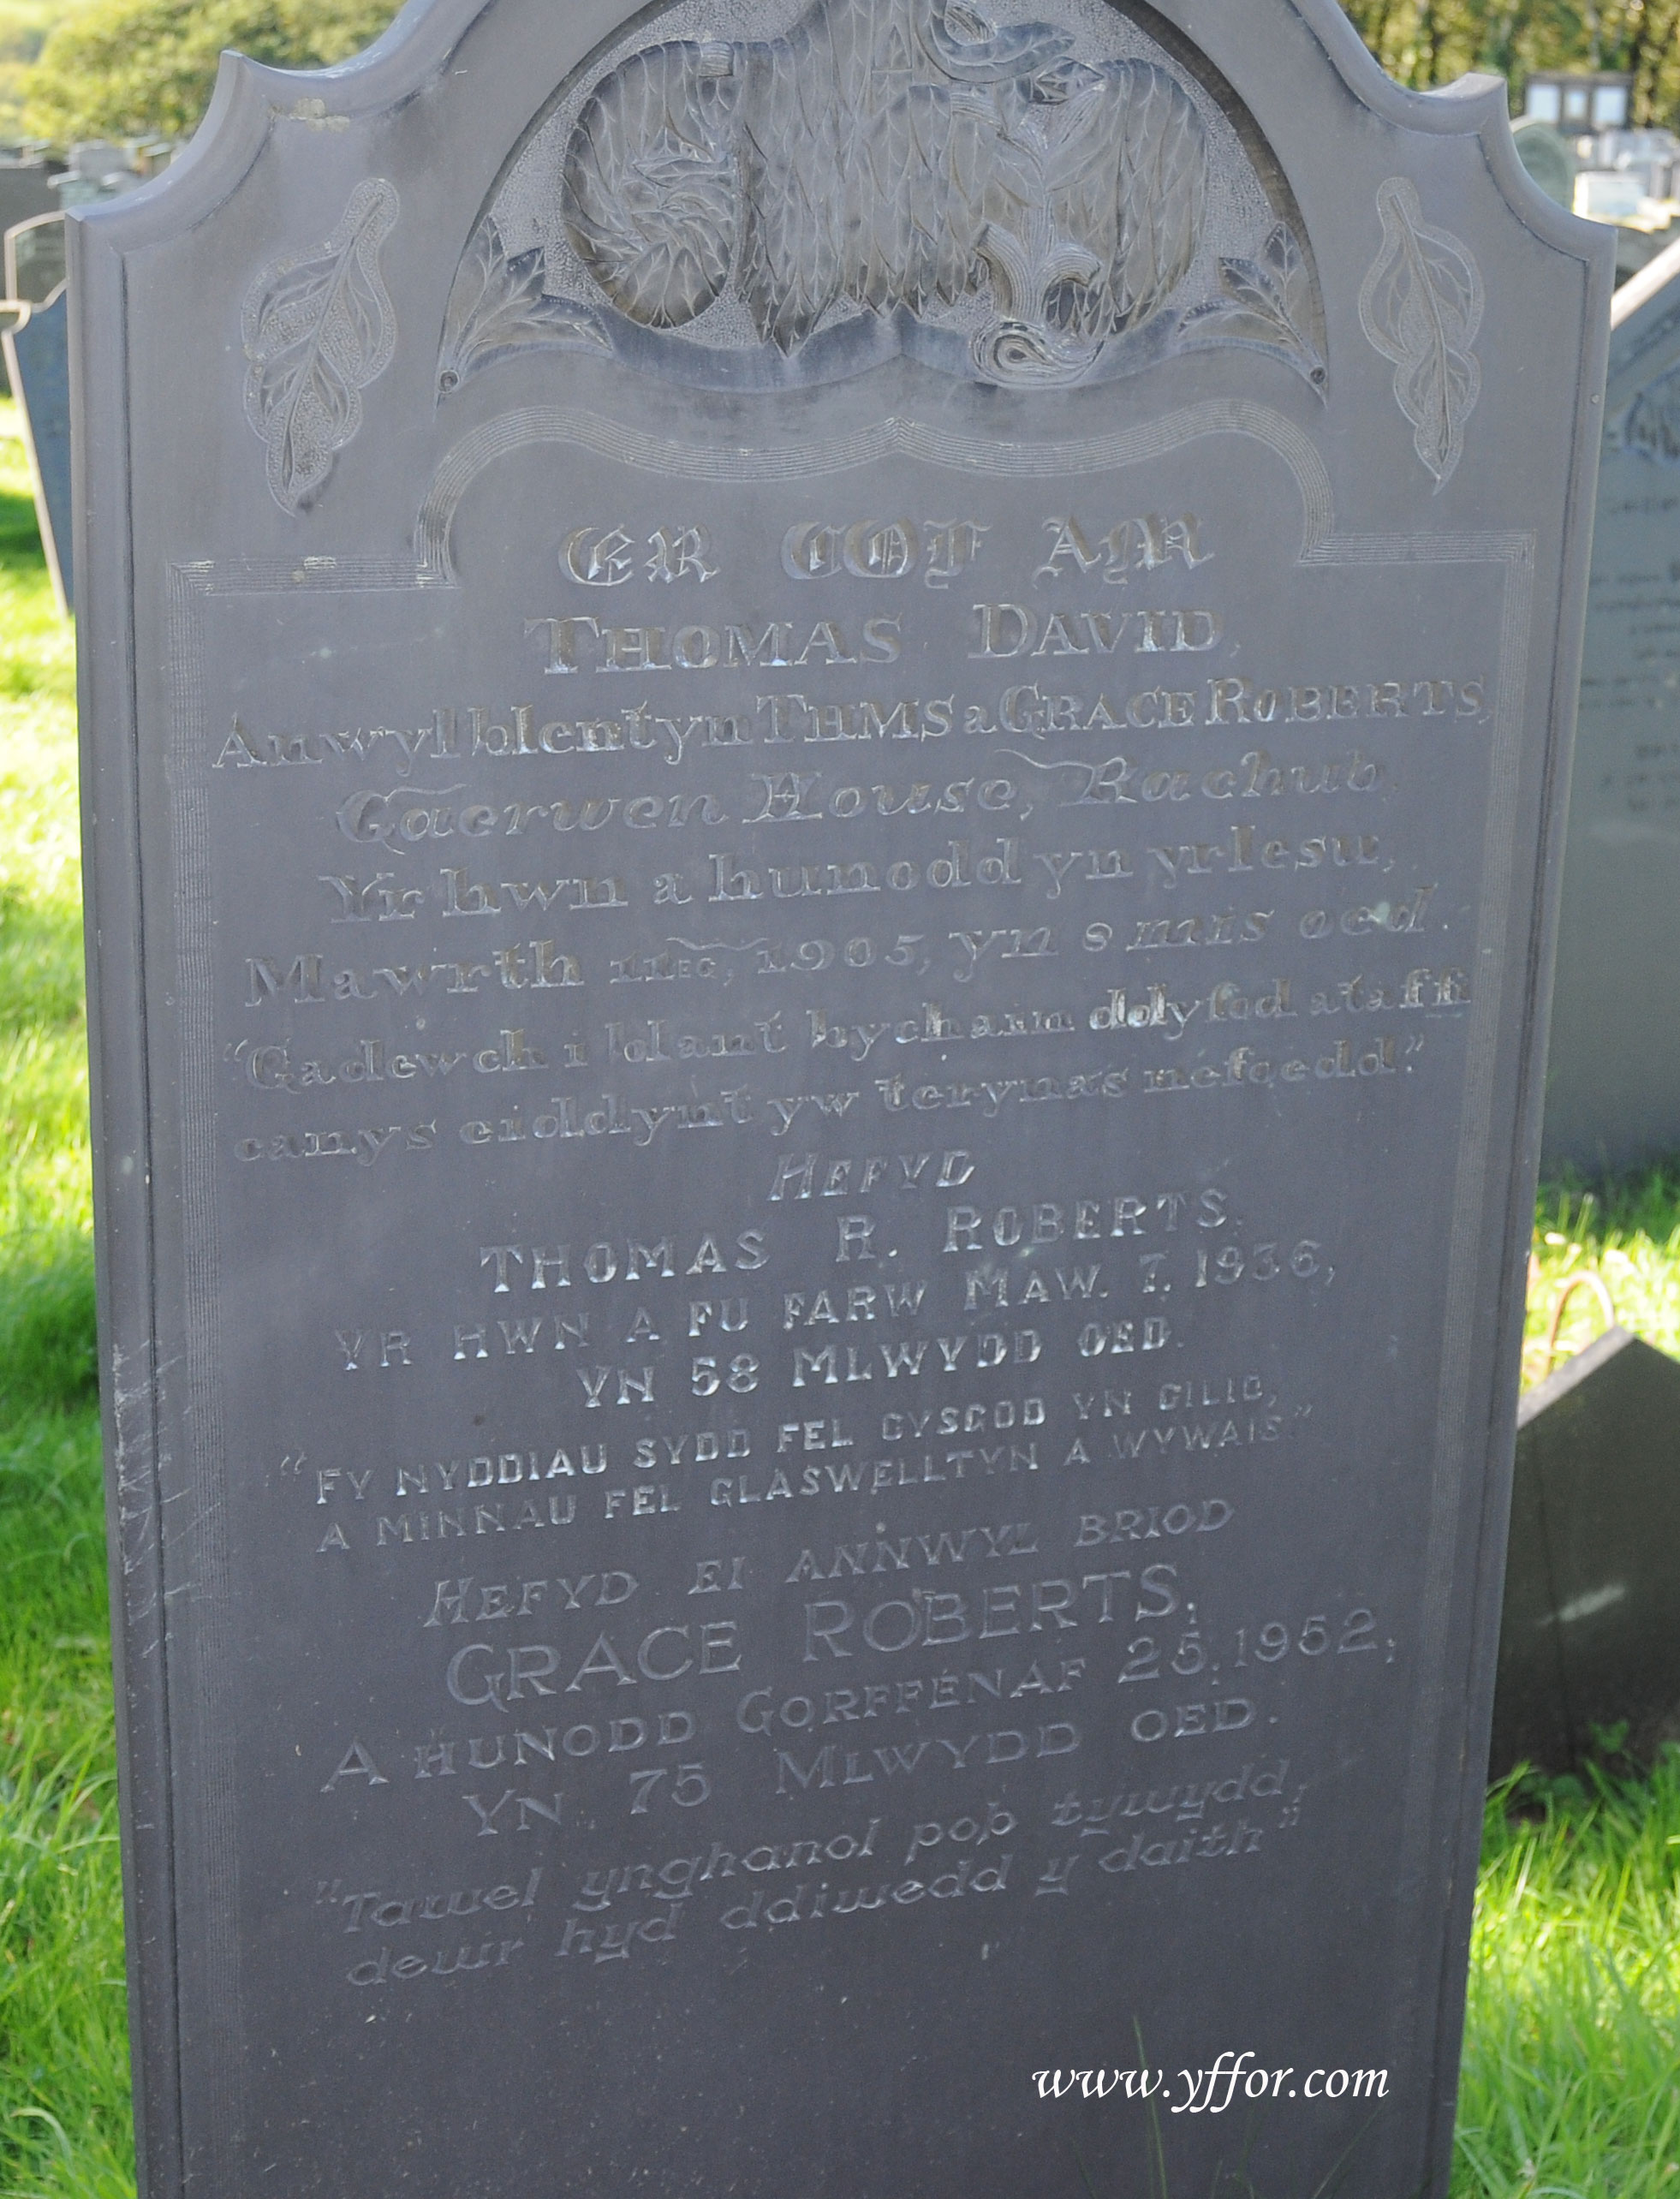 ER COF AM
THOMAS DAVID,
Anwyl blentyn THMS a GRACE ROBERTS,
Gaerwen House, Rachub,
Yr hwn a hunodd yn yr Iesu,
Mawrth 11EG, 1905, yn 8 mis oed.
"Gadewch i blant bychain ddyfod ataf fi
canys eiddynt yw teyrnas nefoedd."
HEFYD
THOMAS R. ROBERTS,
YR HWN A FU FARW MAW. 7, 1936,
YN 58 MLWYDD OED.
"FY NYDDIAU SYDD FEL CYSGOD YN CILIO,
A MINNAU FEL GLASWELLTYN A WYWAIS"
HEFYD EI ANNWYL BRIOD
GRACE ROBERTS,
A HUNODD GORFFENAF 25, 1952,
YN 75 MLWYDD OED.
"Tawel ynghanol pob tywydd,
dewr hyd ddiwedd y daith"
www.yffor.com